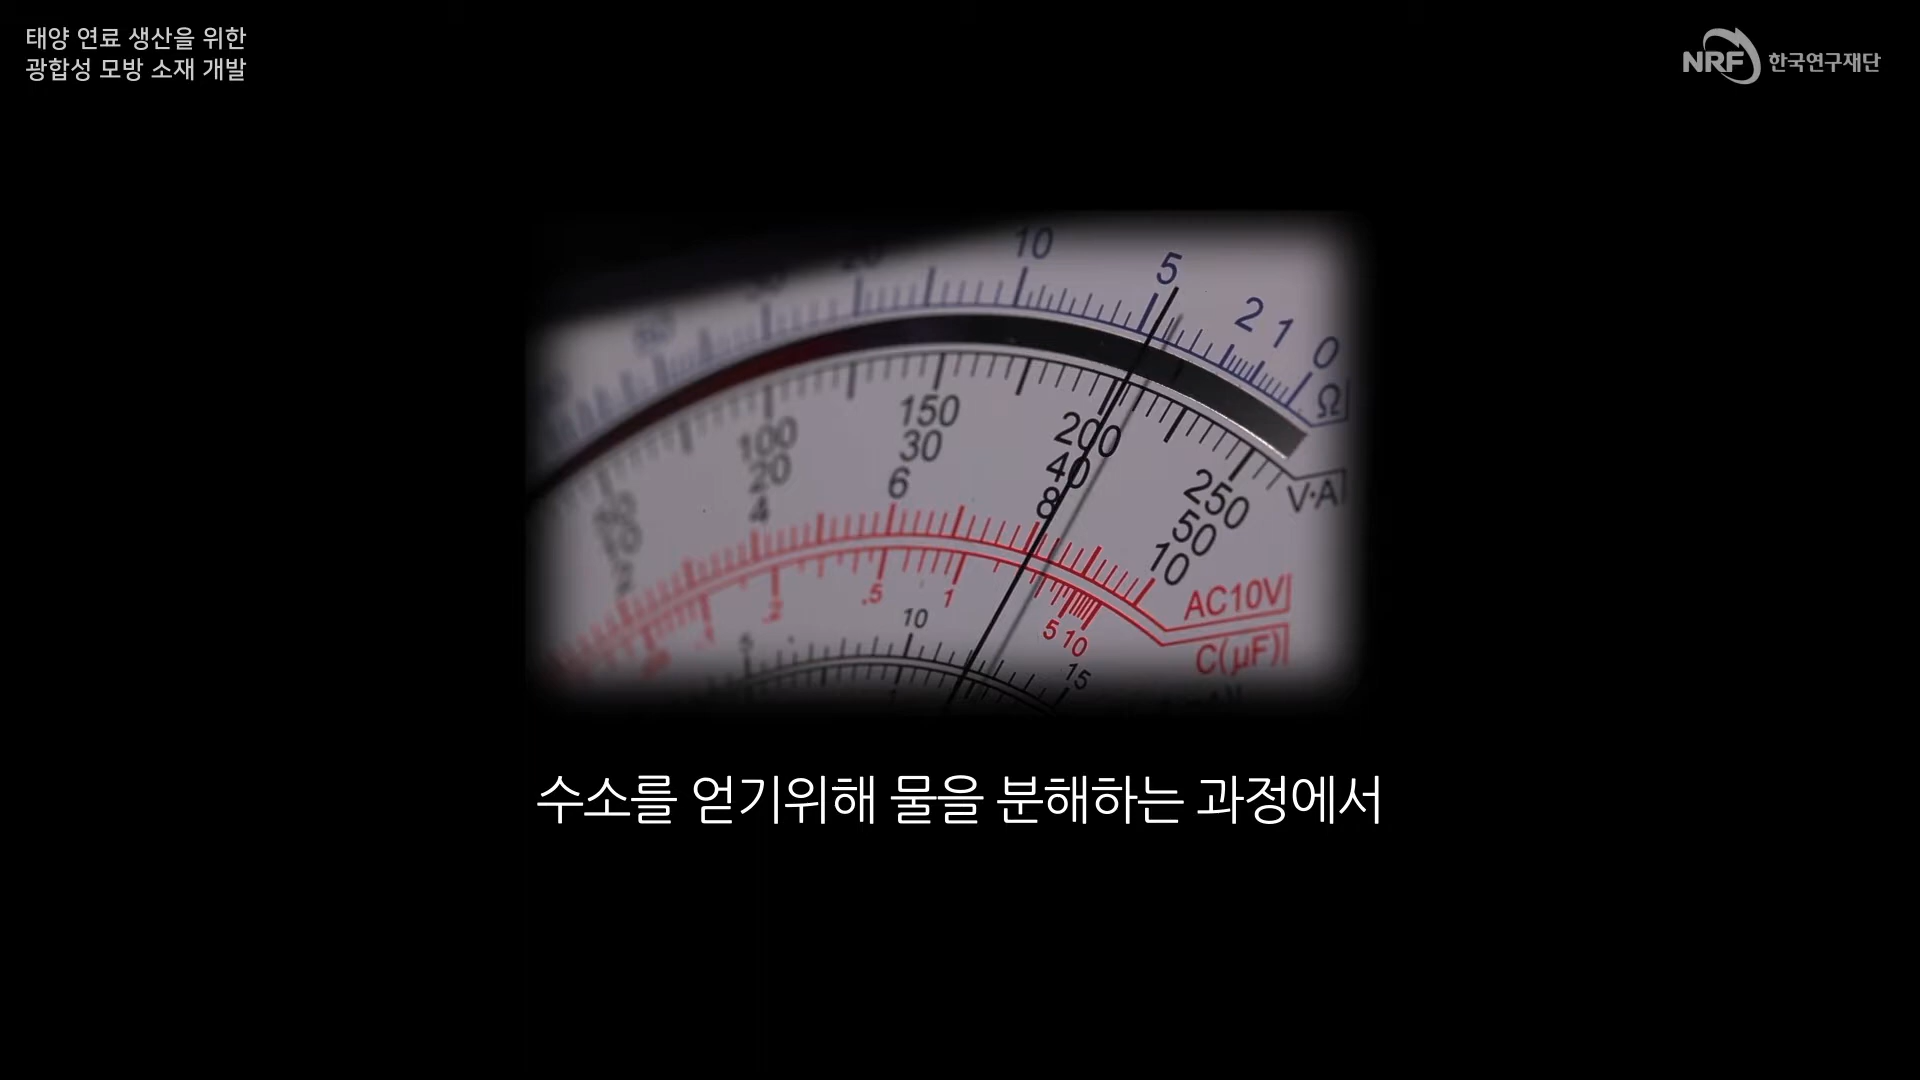 태양 연료 생산을 위한
광합성 모방 소재 개발
NRF 한국연구재단
10
5
2 1 0
Ω
150
200
250
V·A
100
30
40
50
20
6
8
10
4
AC10V
.2 .5 1 5 10
C(μF)
5 10 15
수소를 얻기위해 물을 분해하는 과정에서